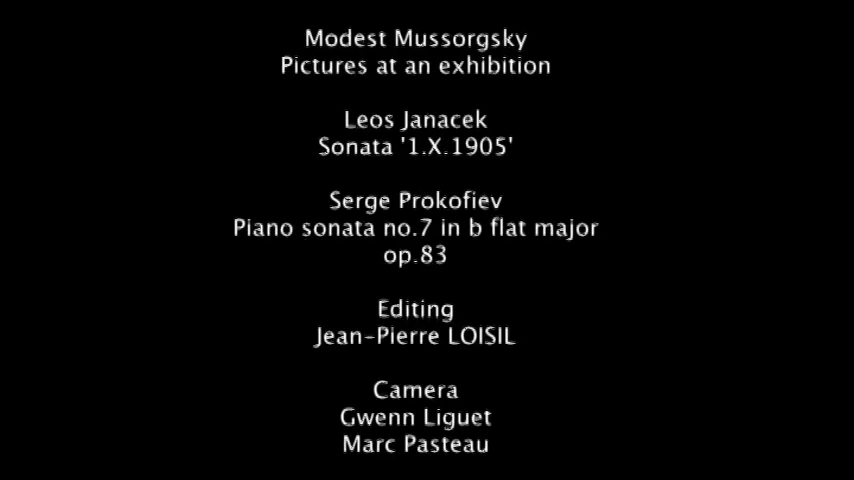 Modest Mussorgsky
Pictures at an exhibition
Leos Janacek
Sonata '1.X.1905'
Serge Prokofiev
Piano sonata no.7 in b flat major
op.83
Editing
Jean-Pierre LOISIL
Camera
Gwenn Liguet
Marc Pasteau